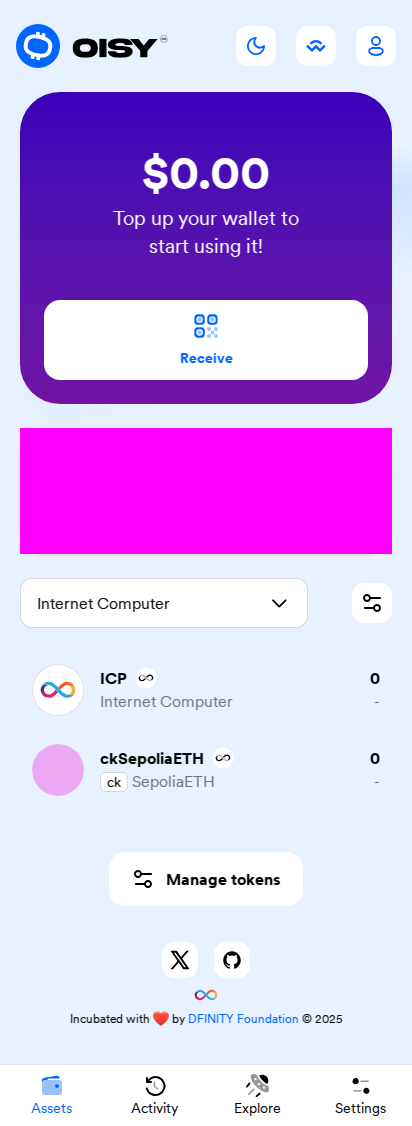 OISY
$0.00
Top up your wallet to
start using it!
Receive
Internet Computer
ICP
0
Internet Computer
-
ckSepoliaETH
0
ck SepoliaETH
-
Manage tokens
Incubated with ❤️ by DFINITY Foundation © 2025
Assets
Activity
Explore
Settings